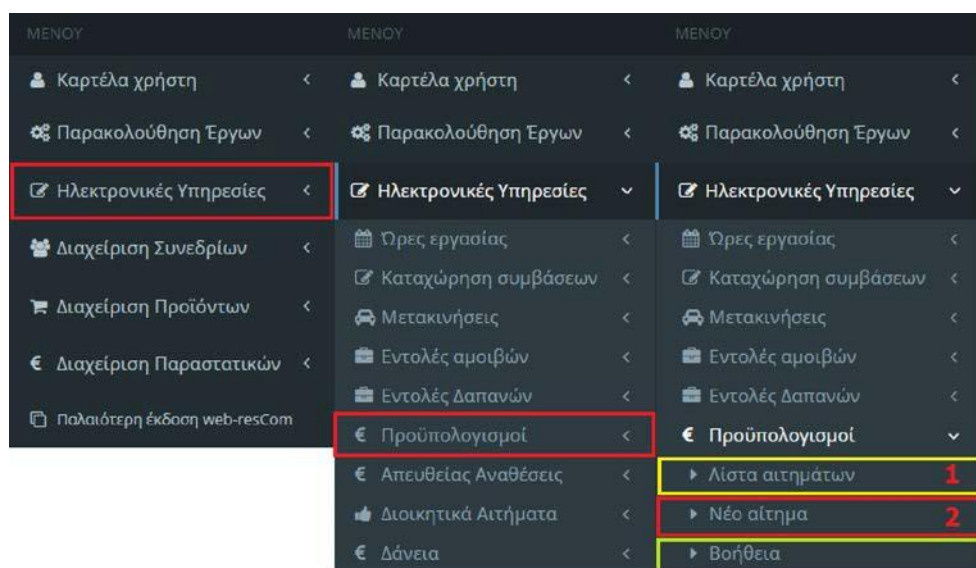 ΜΕΝΟΥ
Καρτέλα χρήστη
Παρακολούθηση Έργων
Ηλεκτρονικές Υπηρεσίες
Διαχείριση Συνεδρίων
Διαχείριση Προϊόντων
€ Διαχείριση Παραστατικών
Παλαιότερη έκδοση web-resCom
ΜΕΝΟΥ
Καρτέλα χρήστη
Παρακολούθηση Έργων
Ηλεκτρονικές Υπηρεσίες
Ώρες εργασίας
Καταχώρηση συμβάσεων
Μετακινήσεις
Εντολές αμοιβών
Εντολές Δαπανών
€ Προϋπολογισμοί
€ Απευθείας Αναθέσεις
Διοικητικά Αιτήματα
€ Δάνεια
ΜΕΝΟΥ
Καρτέλα χρήστη
Παρακολούθηση Έργων
Ηλεκτρονικές Υπηρεσίες
Ώρες εργασίας
Καταχώρηση συμβάσεων
Μετακινήσεις
Εντολές αμοιβών
Εντολές Δαπανών
€ Προϋπολογισμοί
Λίστα αιτημάτων 1
Νέο αίτημα 2
Βοήθεια